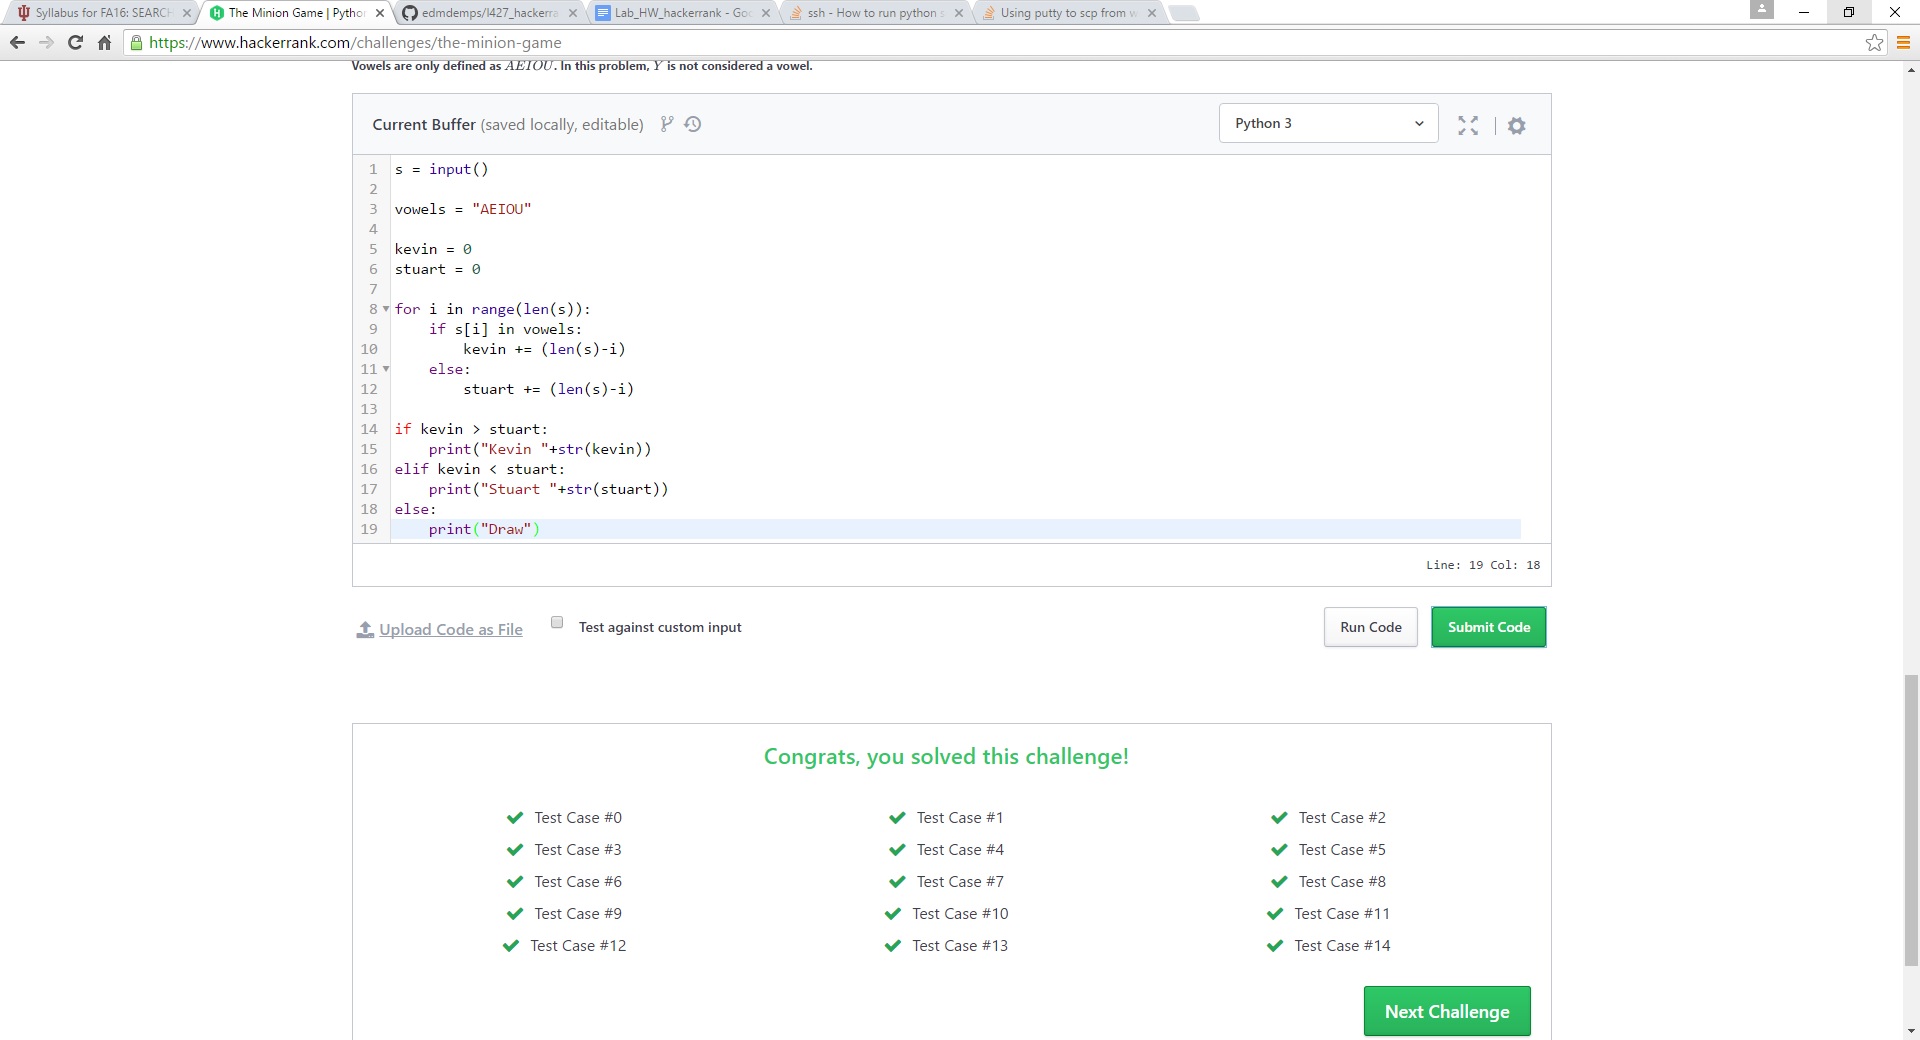 Syllabus for FA16: SEARCH
The Minion Game | Pytho
edmdemps/I427_hackerra
Lab_HW_hackerrank - Goo
ssh - How to run python s
Using putty to scp from w
https://www.hackerrank.com/challenges/the-minion-game
Vowels are only defined as AEIOU. In this problem, Y is not considered a vowel.
Current Buffer (saved locally, editable)
Python 3
1 s = input()
2
3 vowels = "AEIOU"
4
5 kevin = 0
6 stuart = 0
7
8 for i in range(len(s)):
9 if s[i] in vowels:
10 kevin += (len(s)-i)
11 else:
12 stuart += (len(s)-i)
13
14 if kevin > stuart:
15 print("Kevin "+str(kevin))
16 elif kevin < stuart:
17 print("Stuart "+str(stuart))
18 else:
19 print("Draw")
Line: 19 Col: 18
Upload Code as File
Test against custom input
Run Code
Submit Code
Congrats, you solved this challenge!
Test Case #0 Test Case #1 Test Case #2
Test Case #3 Test Case #4 Test Case #5
Test Case #6 Test Case #7 Test Case #8
Test Case #9 Test Case #10 Test Case #11
Test Case #12 Test Case #13 Test Case #14
Next Challenge